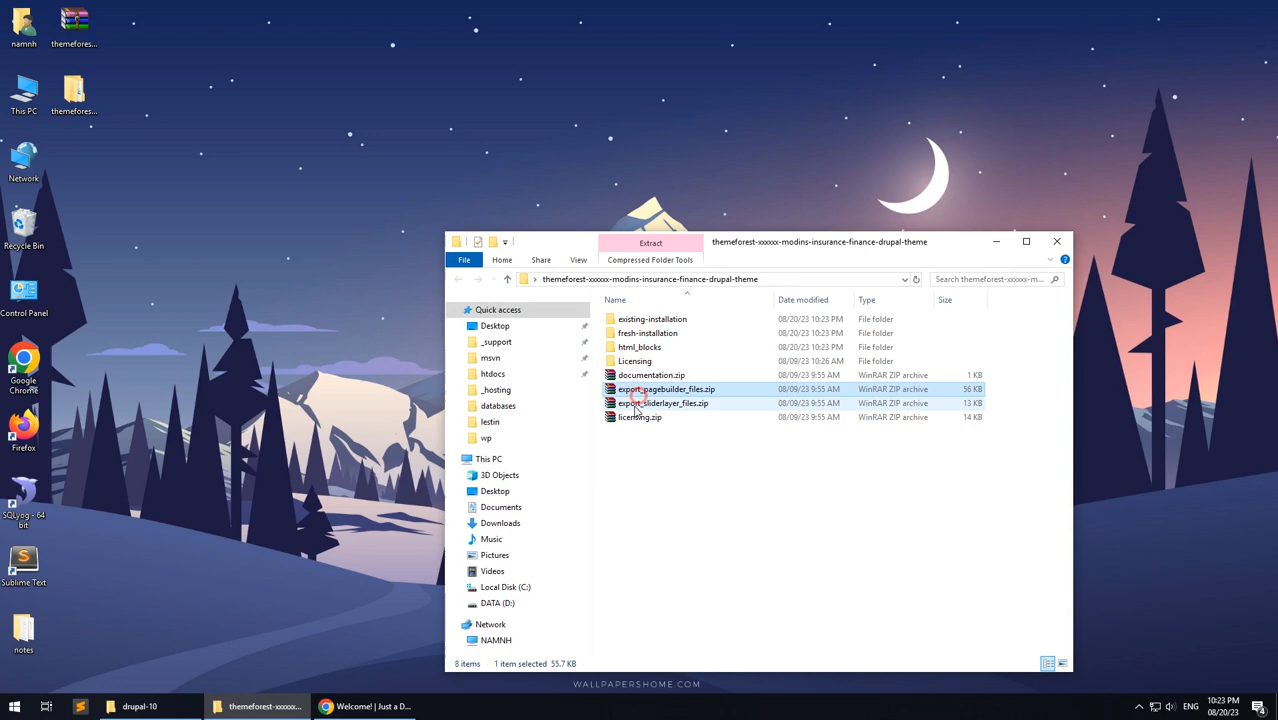 namnh
themefores...
This PC
themefores...
Network
Recycle Bin
Control Panel
Google
Chrome
Firefox
SQLyog - 64
bit
Sublime Text
notes
Extract
themeforest-xxxxxx-modins-insurance-finance-drupal-theme
File
Home
Share
View
Compressed Folder Tools
themeforest-xxxxxx-modins-insurance-finance-drupal-theme
Search themeforest-xxxxxx-m...
Quick access
Desktop
_support
msvn
htdocs
_hosting
databases
lestin
wp
This PC
3D Objects
Desktop
Documents
Downloads
Music
Pictures
Videos
Local Disk (C:)
DATA (D:)
Network
NAMNH
Name Date modified Type Size
existing-installation 08/20/23 10:23 PM File folder
fresh-installation 08/20/23 10:23 PM File folder
html_blocks 08/20/23 10:23 PM File folder
Licensing 08/09/23 10:26 AM File folder
documentation.zip 08/09/23 9:55 AM WinRAR ZIP archive 1 KB
export_pagebuilder_files.zip 08/09/23 9:55 AM WinRAR ZIP archive 56 KB
export_sliderlayer_files.zip 08/09/23 9:55 AM WinRAR ZIP archive 13 KB
licensing.zip 08/09/23 9:55 AM WinRAR ZIP archive 14 KB
8 items 1 item selected 55.7 KB
WALLPAPERSHOME.COM
drupal-10
themeforest-xxxxxx...
Welcome! | Just a D...
ENG
10:23 PM
08/20/23
4